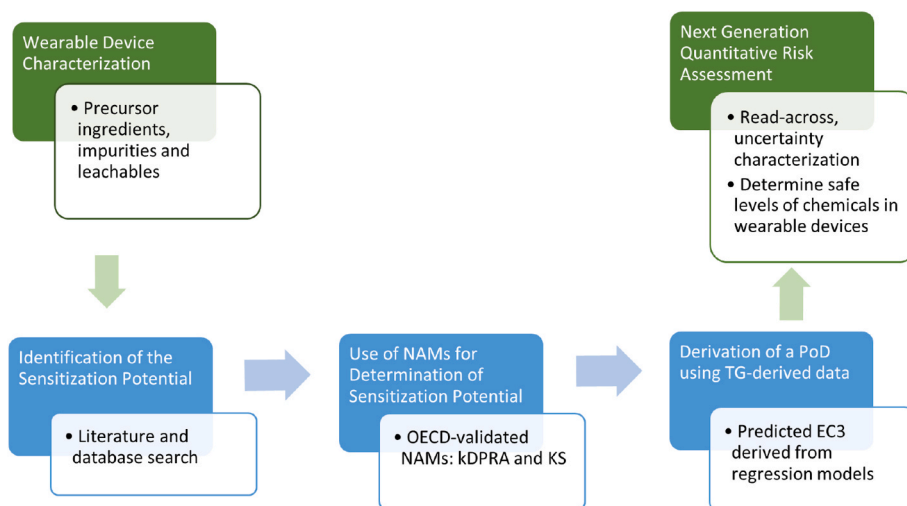 Wearable Device
Characterization
• Precursor
ingredients,
impurities and
leachables
Identification of the
Sensitization Potential
• Literature and
database search
Use of NAMs for
Determination of
Sensitization Potential
• OECD-validated
NAMs: kDPRA and KS
Derivation of a PoD
using TG-derived data
• Predicted EC3
derived from
regression models
Next Generation
Quantitative Risk
Assessment
• Read-across,
uncertainty
characterization
• Determine safe
levels of chemicals in
wearable devices